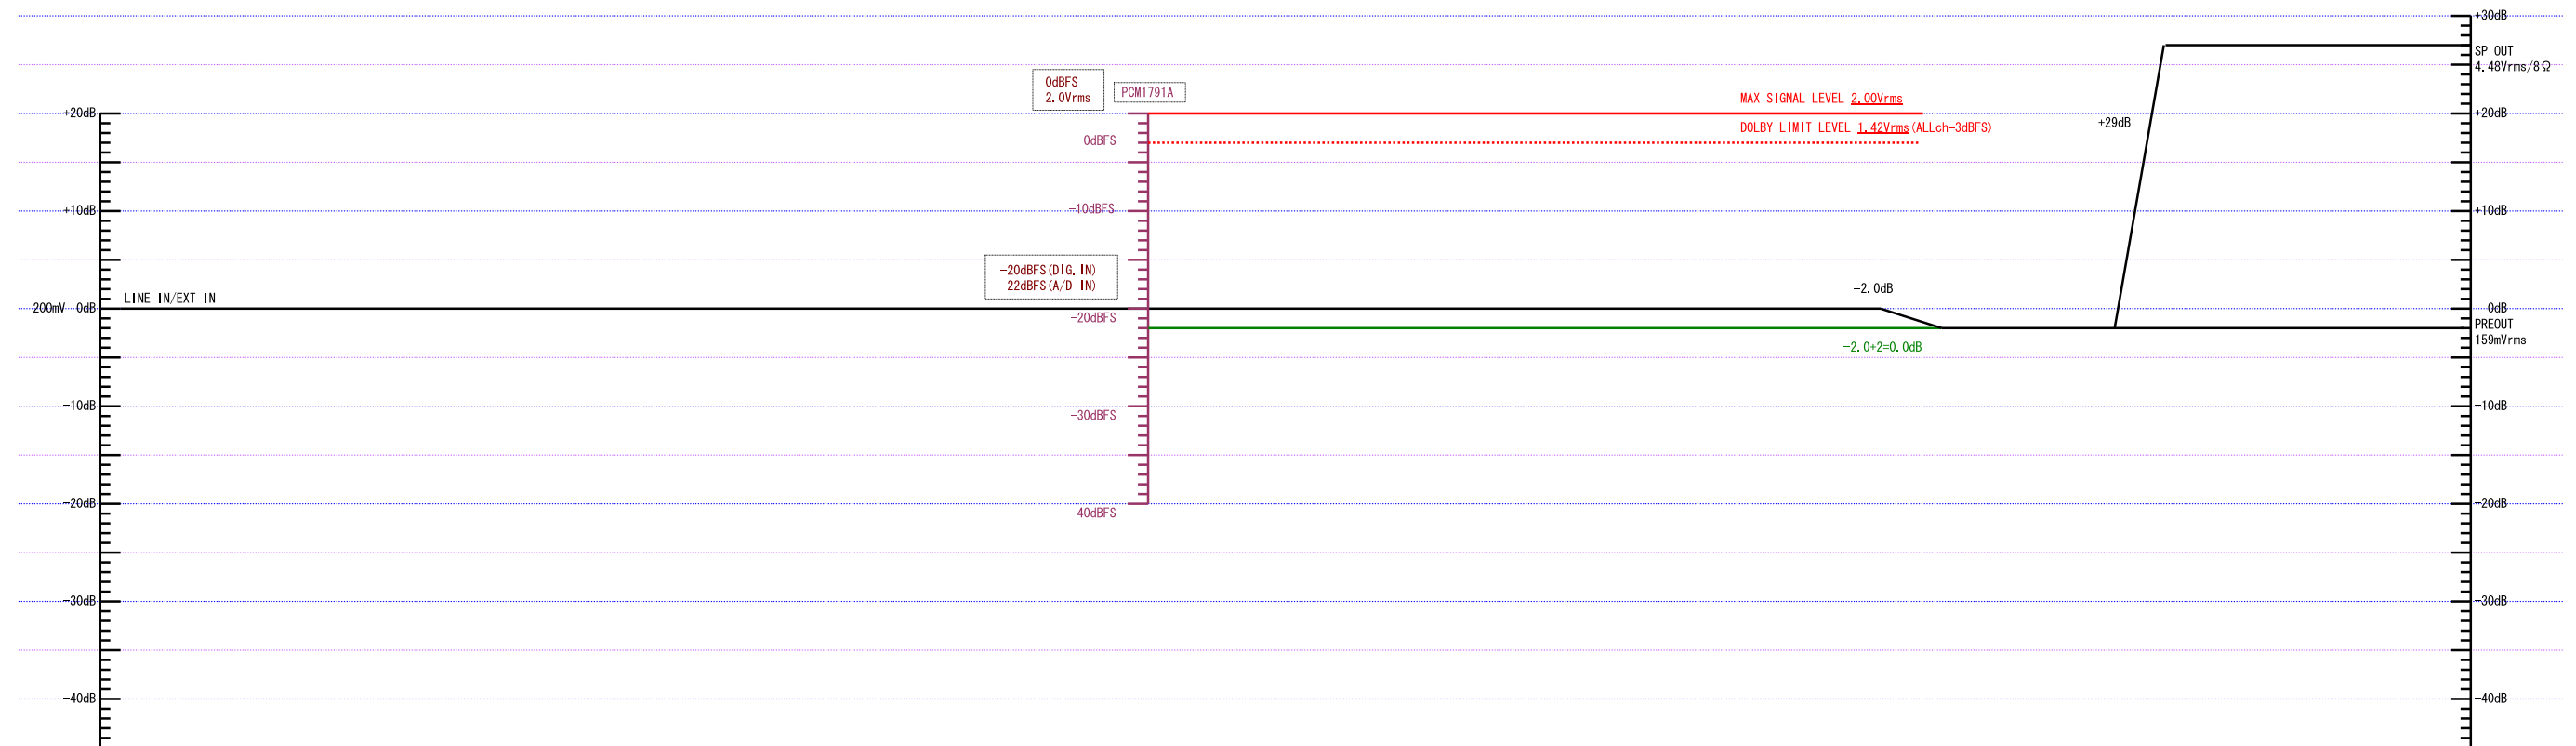 +30dB
SP OUT
4.48Vrms/8Ω
0dBFS
2.0Vrms
PCM1791A
MAX SIGNAL LEVEL 2.00Vrms
+20dB
+20dB
DOLBY LIMIT LEVEL 1.42Vrms(ALLch-3dBFS)
+29dB
0dBFS
+10dB
-10dBFS
+10dB
-20dBFS(DIG.IN)
-22dBFS(A/D IN)
-2.0dB
LINE IN/EXT IN
200mV 0dB
0dB
-20dBFS
PREOUT
159mVrms
-2.0+2=0.0dB
-10dB
-10dB
-30dBFS
-20dB
-20dB
-40dBFS
-30dB
-30dB
-40dB
-40dB